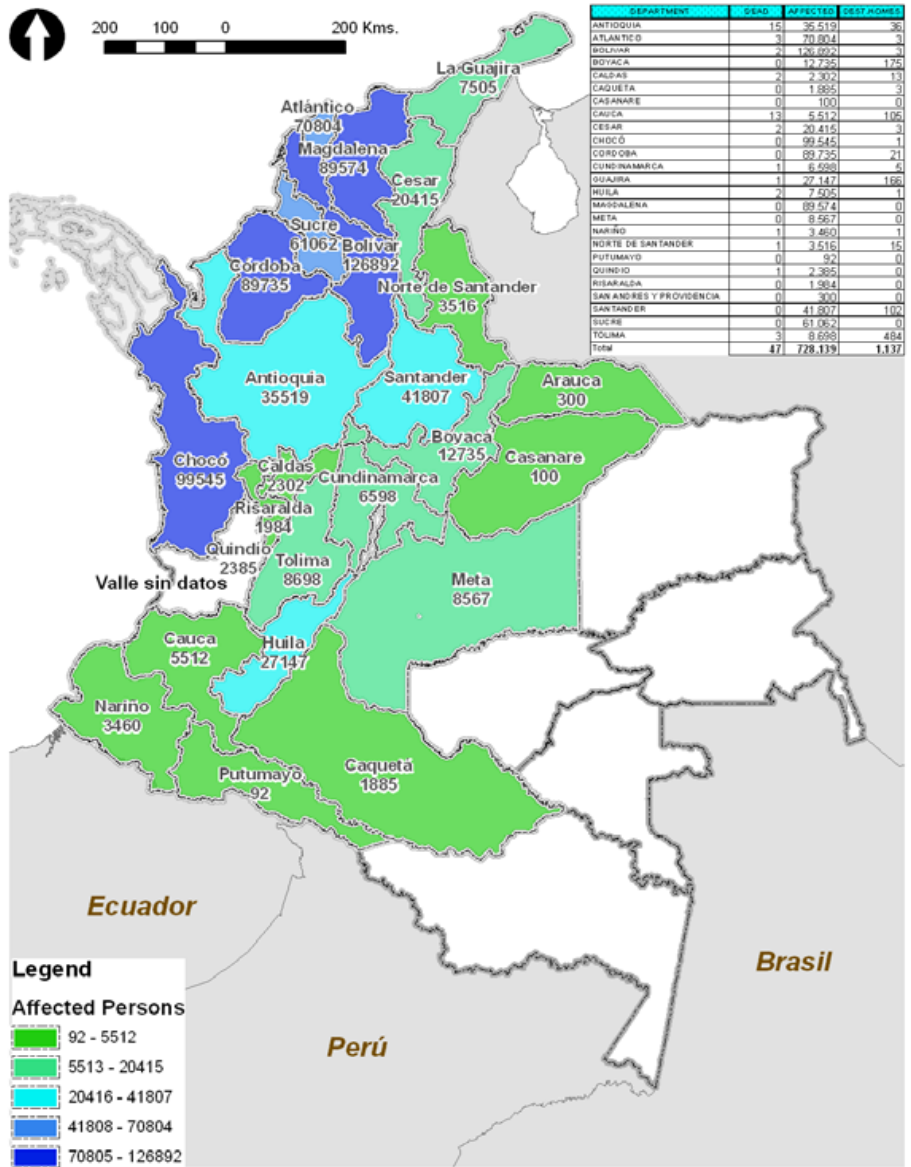 200 100 0 200 Kms.
DEPARTMENT DEAD AFFECTED DEST.HOMES
ANTIOQUIA 15 35.519 36
ATLANTICO 3 70.804 3
BOLIVAR 2 126.892 3
BOYACA 0 12.735 175
CALDAS 2 2.302 13
CAQUETA 0 1.885 3
CASANARE 0 100 0
CAUCA 13 5.512 105
CESAR 2 20.415 3
CHOCÓ 0 99.545 1
CORDOBA 0 89.735 21
CUNDINAMARCA 1 6.598 5
GUAJIRA 1 27.147 166
HUILA 2 7.505 1
MAGDALENA 0 89.574 0
META 0 8.567 0
NARIÑO 1 3.460 1
NORTE DE SANTANDER 1 3.516 15
PUTUMAYO 0 92 0
QUINDIO 1 2.385 0
RISARALDA 0 1.984 0
SAN ANDRES Y PROVIDENCIA 0 300 0
SANTANDER 0 41.807 102
SUCRE 0 61.062 0
TOLIMA 3 8.698 484
Total 47 728.139 1.137
La Guajira
7505
Atlántico
70804
Magdalena
89574
Cesar
20415
Sucre
61062
Bolivar
126892
Córdoba
89735
Norte de Santander
3516
Antioquia
35519
Santander
41807
Arauca
300
Boyaca
12735
Casanare
100
Chocó
99545
Caldas
2302
Cundinamarca
6598
Risaralda
1984
Quindio
2385
Tolima
8698
Valle sin datos
Meta
8567
Cauca
5512
Huila
27147
Nariño
3460
Caquetá
1885
Putumayo
92
Ecuador
Brasil
Perú
Legend
Affected Persons
92 - 5512
5513 - 20415
20416 - 41807
41808 - 70804
70805 - 126892